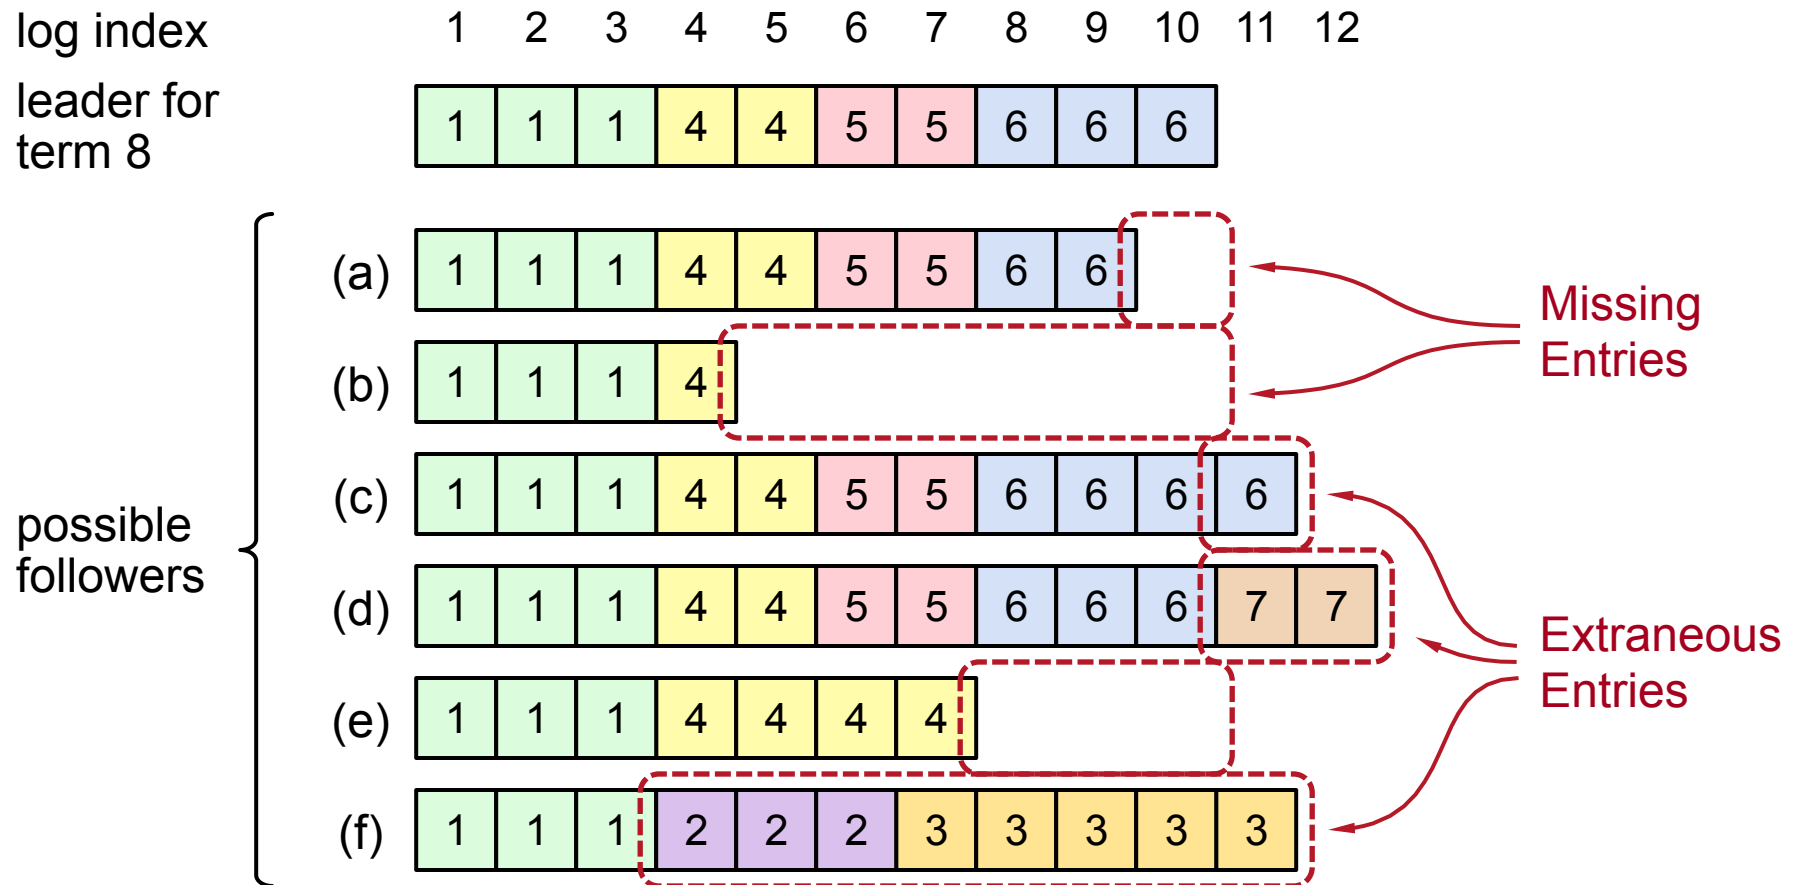 log index 1 2 3 4 5 6 7 8 9 10 11 12
leader for
term 8
1 1 1 4 4 5 5 6 6 6
(a) 1 1 1 4 4 5 5 6 6
Missing
Entries
(b) 1 1 1 4
(c) 1 1 1 4 4 5 5 6 6 6 6
possible
followers
(d) 1 1 1 4 4 5 5 6 6 6 7 7
Extraneous
Entries
(e) 1 1 1 4 4 4 4
(f) 1 1 1 2 2 2 3 3 3 3 3